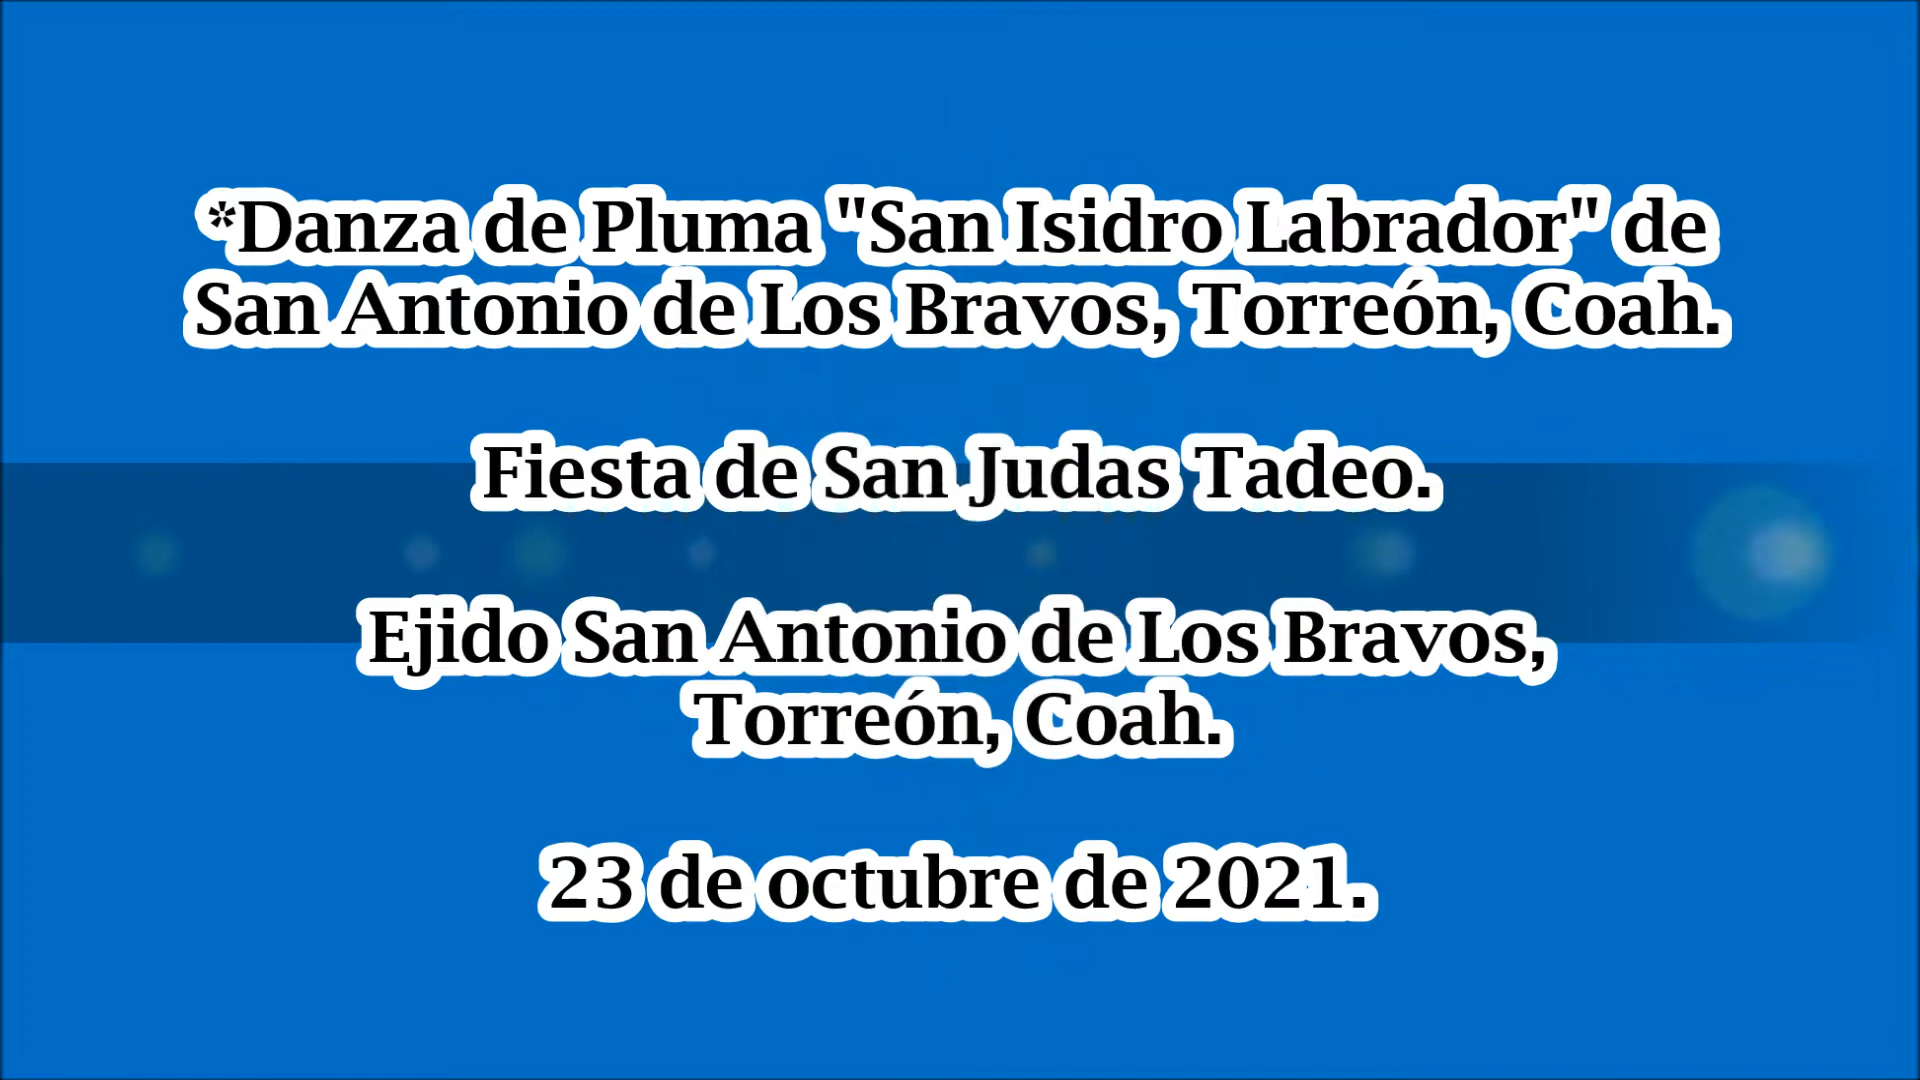 *Danza de Pluma "San Isidro Labrador" de
San Antonio de Los Bravos, Torreón, Coah.
Fiesta de San Judas Tadeo.
Ejido San Antonio de Los Bravos,
Torreón, Coah.
23 de octubre de 2021.